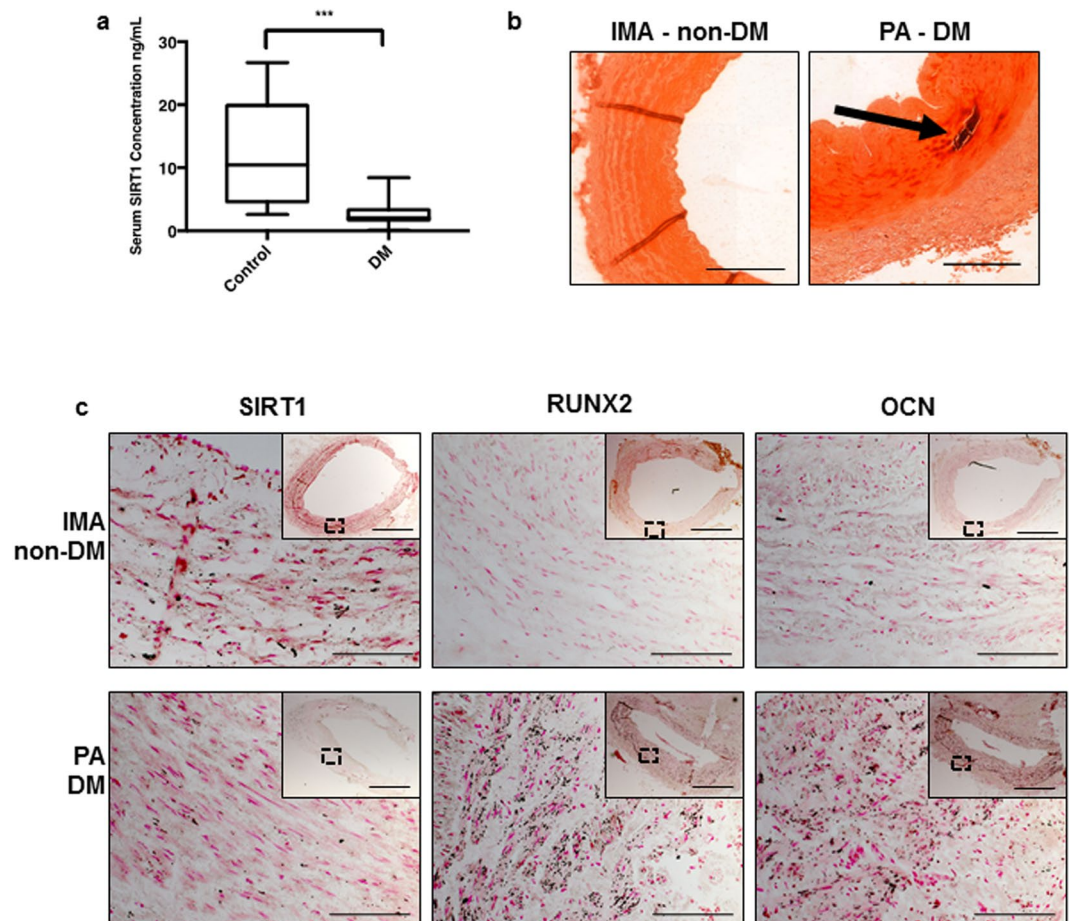 a
Serum SIRT1 Concentration ng/mL
***
30
20
10
0
Control
DM
b
IMA - non-DM
PA - DM
c
SIRT1
RUNX2
OCN
IMA
non-DM
PA
DM